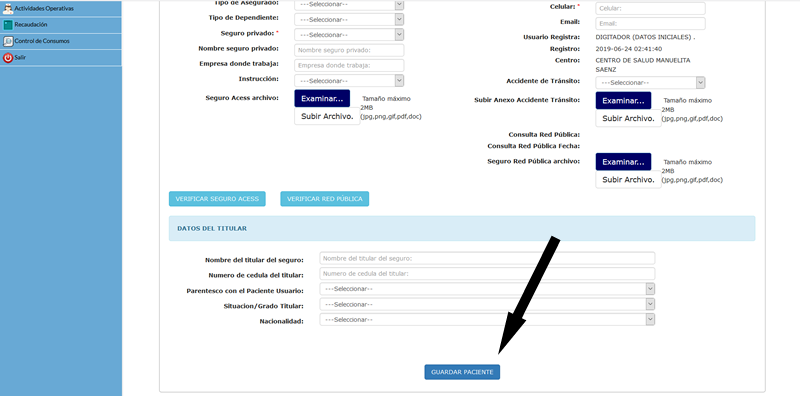 Actividades Operativas
Recaudación
Control de Consumos
Salir
Tipo de Asegurado: ---Seleccionar--
Tipo de Dependiente: ---Seleccionar--
Seguro privado: * ---Seleccionar--
Nombre seguro privado: Nombre seguro privado:
Empresa donde trabaja: Empresa donde trabaja:
Instrucción: ---Seleccionar--
Seguro Acess archivo: Examinar... Tamaño máximo
2MB
Subir Archivo. (jpg,png,gif,pdf,doc)
Celular: * Celular:
Email: Email:
Usuario Registra: DIGITADOR (DATOS INICIALES) .
Registro: 2019-06-24 02:41:40
Centro: CENTRO DE SALUD MANUELITA
SAENZ
Accidente de Tránsito: ---Seleccionar--
Subir Anexo Accidente Tránsito: Examinar... Tamaño máximo
2MB
Subir Archivo. (jpg,png,gif,pdf,doc)
Consulta Red Pública:
Consulta Red Pública Fecha:
Seguro Red Pública archivo: Examinar... Tamaño máximo
2MB
Subir Archivo. (jpg,png,gif,pdf,doc)
VERIFICAR SEGURO ACESS VERIFICAR RED PÚBLICA
DATOS DEL TITULAR
Nombre del titular del seguro: Nombre del titular del seguro:
Numero de cedula del titular: Numero de cedula del titular:
Parentesco con el Paciente Usuario: ---Seleccionar--
Situacion/Grado Titular: ---Seleccionar--
Nacionalidad: ---Seleccionar--
GUARDAR PACIENTE